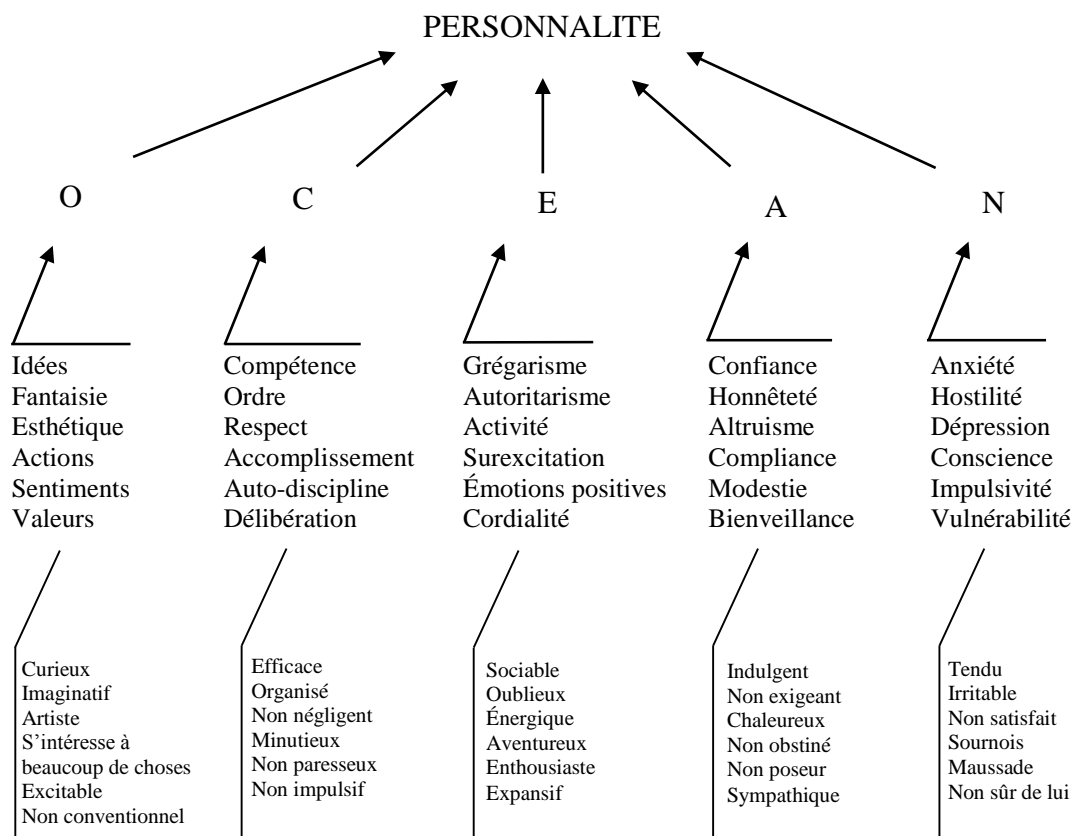 PERSONNALITE
O
C
E
A
N
Idées
Fantaisie
Esthétique
Actions
Sentiments
Valeurs
Compétence
Ordre
Respect
Accomplissement
Auto-discipline
Délibération
Grégarisme
Autoritarisme
Activité
Surexcitation
Émotions positives
Cordialité
Confiance
Honnêteté
Altruisme
Compliance
Modestie
Bienveillance
Anxiété
Hostilité
Dépression
Conscience
Impulsivité
Vulnérabilité
Curieux
Imaginatif
Artiste
S’intéresse à
beaucoup de choses
Excitable
Non conventionnel
Efficace
Organisé
Non négligent
Minutieux
Non paresseux
Non impulsif
Sociable
Oublieux
Énergique
Aventureux
Enthousiaste
Expansif
Indulgent
Non exigeant
Chaleureux
Non obstiné
Non poseur
Sympathique
Tendu
Irritable
Non satisfait
Sournois
Maussade
Non sûr de lui